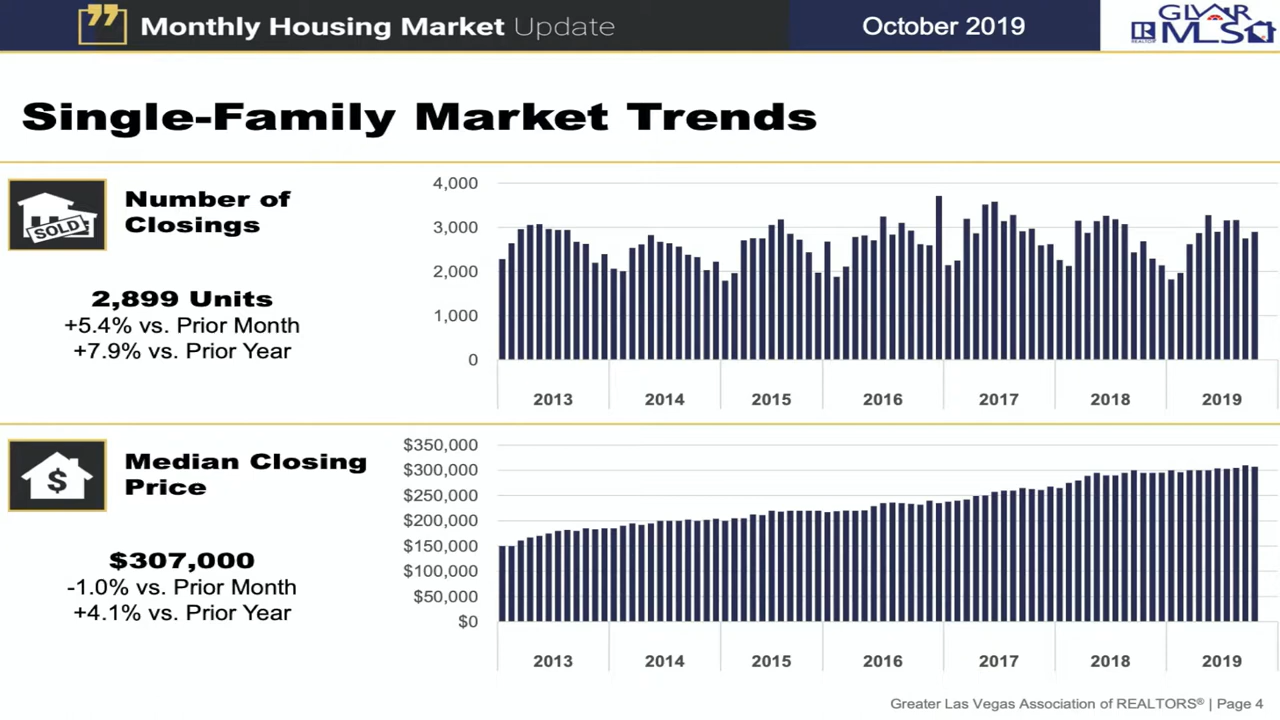 Monthly Housing Market Update
October 2019
GLVAR
REALTOR®
MLS
Single-Family Market Trends
SOLD
Number of
Closings
2,899 Units
+5.4% vs. Prior Month
+7.9% vs. Prior Year
4,000
3,000
2,000
1,000
0
2013 2014 2015 2016 2017 2018 2019
$
Median Closing
Price
$307,000
-1.0% vs. Prior Month
+4.1% vs. Prior Year
$350,000
$300,000
$250,000
$200,000
$150,000
$100,000
$50,000
$0
2013 2014 2015 2016 2017 2018 2019
Greater Las Vegas Association of REALTORS® | Page 4